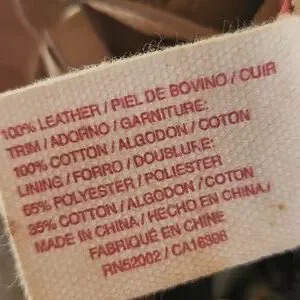 100% LEATHER / PIEL DE BOVINO / CUIR
TRIM / ADORNO / GARNITURE:
100% COTTON / ALGODON / COTON
LINING / FORRO / DOUBLURE:
65% POLYESTER / POLIESTER
35% COTTON / ALGODON / COTON
MADE IN CHINA / HECHO EN CHINA /
FABRIQUÉ EN CHINE
RN52002 / CA16396